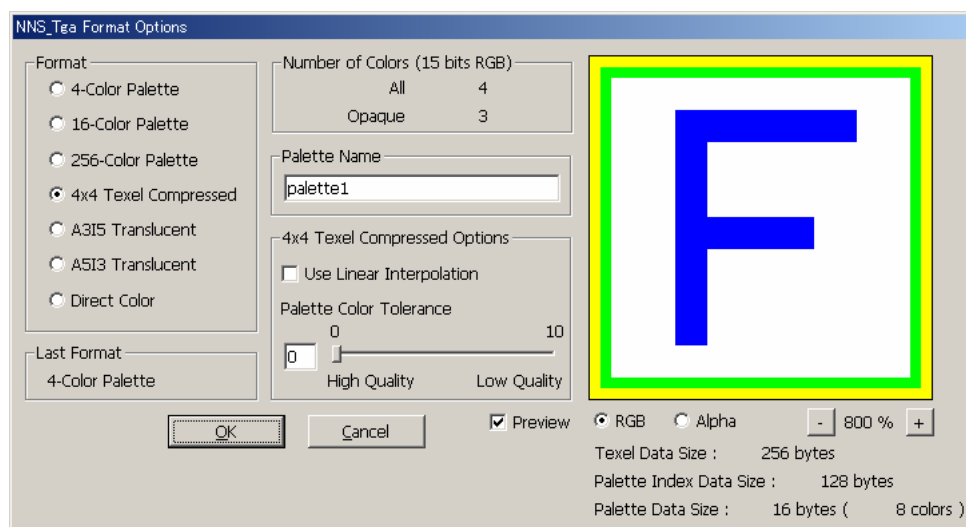 NNS_Tga Format Options
Format
4-Color Palette
16-Color Palette
256-Color Palette
4x4 Texel Compressed
A3I5 Translucent
A5I3 Translucent
Direct Color
Last Format
4-Color Palette
Number of Colors (15 bits RGB)
All 4
Opaque 3
Palette Name
palette1
4x4 Texel Compressed Options
Use Linear Interpolation
Palette Color Tolerance
0 10
0
High Quality Low Quality
OK
Cancel
Preview
F
RGB Alpha - 800 % +
Texel Data Size : 256 bytes
Palette Index Data Size : 128 bytes
Palette Data Size : 16 bytes ( 8 colors )